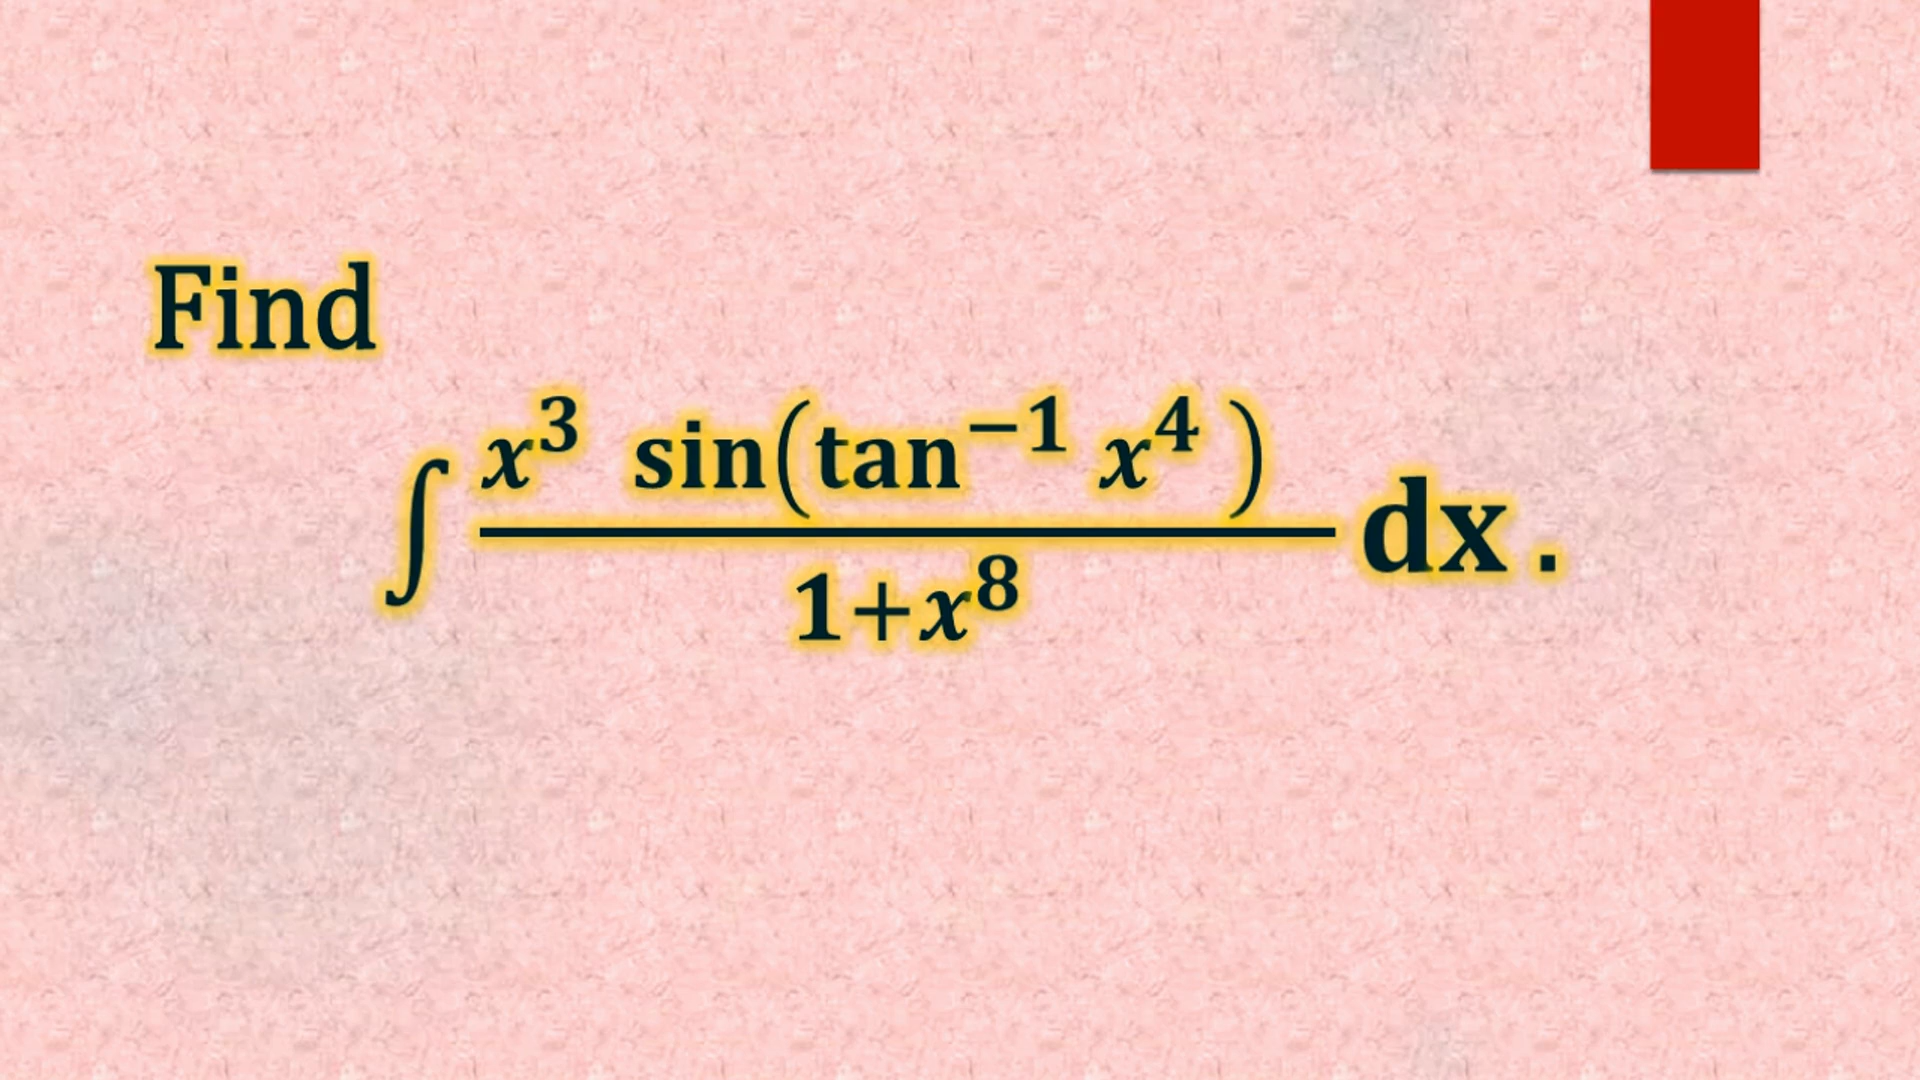 Find
∫ x³ sin(tan⁻¹ x⁴ ) / 1+x⁸ dx .